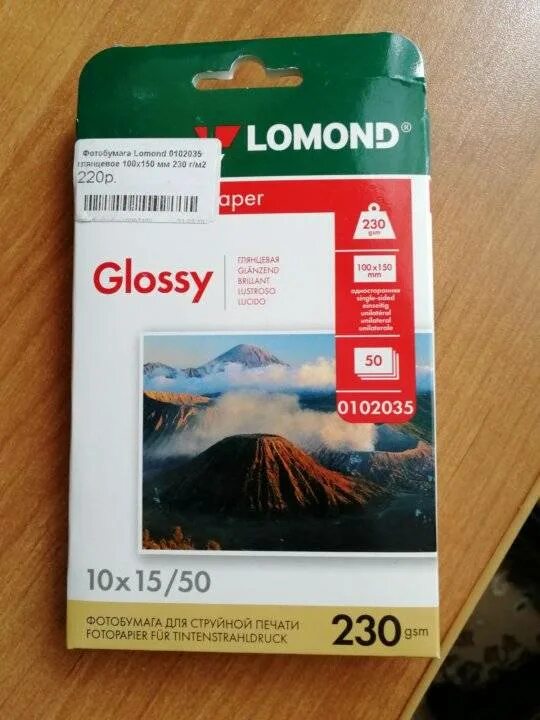 LOMOND®
Фотобумага Lomond 0102035
глянцевое 100x150 мм 230 г/м2
220р.
aper
230
gsm
100 x 150
mm
односторонняя
single-sided
einseitig
unilatéral
unilateral
unilaterale
50
0102035
Glossy
ГЛЯНЦЕВАЯ
GLÄNZEND
BRILLANT
LUSTROSO
LUCIDO
10 x 15/50
ФОТОБУМАГА ДЛЯ СТРУЙНОЙ ПЕЧАТИ
FOTOPAPIER FÜR TINTENSTRAHLDRUCK
230 gsm